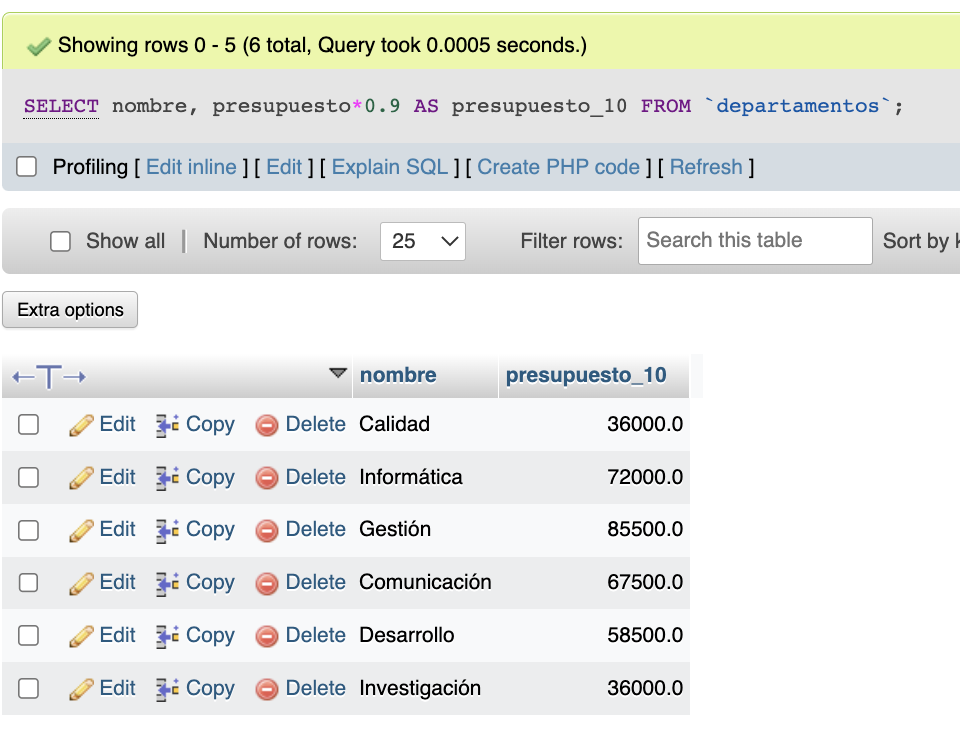 Showing rows 0 - 5 (6 total, Query took 0.0005 seconds.)
SELECT nombre, presupuesto*0.9 AS presupuesto_10 FROM `departamentos`;
Profiling [ Edit inline ] [ Edit ] [ Explain SQL ] [ Create PHP code ] [ Refresh ]
Show all | Number of rows: 25 Filter rows: Search this table Sort by
Extra options
←T→ nombre presupuesto_10
Edit Copy Delete Calidad 36000.0
Edit Copy Delete Informática 72000.0
Edit Copy Delete Gestión 85500.0
Edit Copy Delete Comunicación 67500.0
Edit Copy Delete Desarrollo 58500.0
Edit Copy Delete Investigación 36000.0